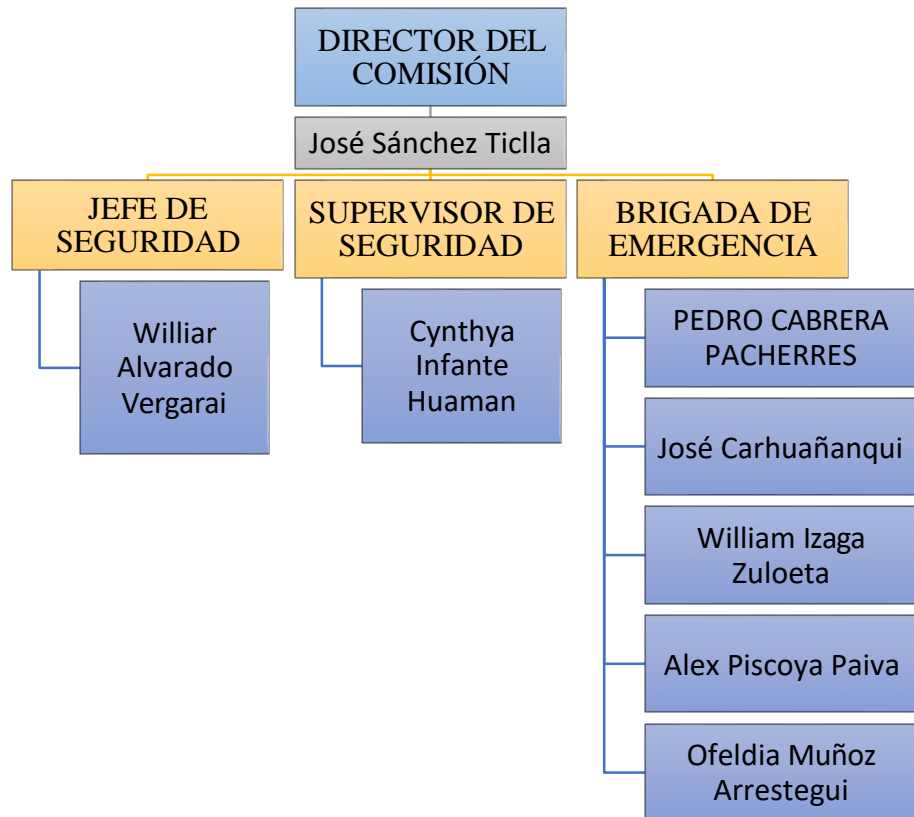 DIRECTOR DEL
COMISIÓN
José Sánchez Ticlla
JEFE DE
SEGURIDAD
Williar
Alvarado
Vergarai
SUPERVISOR DE
SEGURIDAD
Cynthya
Infante
Huaman
BRIGADA DE
EMERGENCIA
PEDRO CABRERA
PACHERRES
José Carhuañanqui
William Izaga
Zuloeta
Alex Piscoya Paiva
Ofeldia Muñoz
Arrestegui